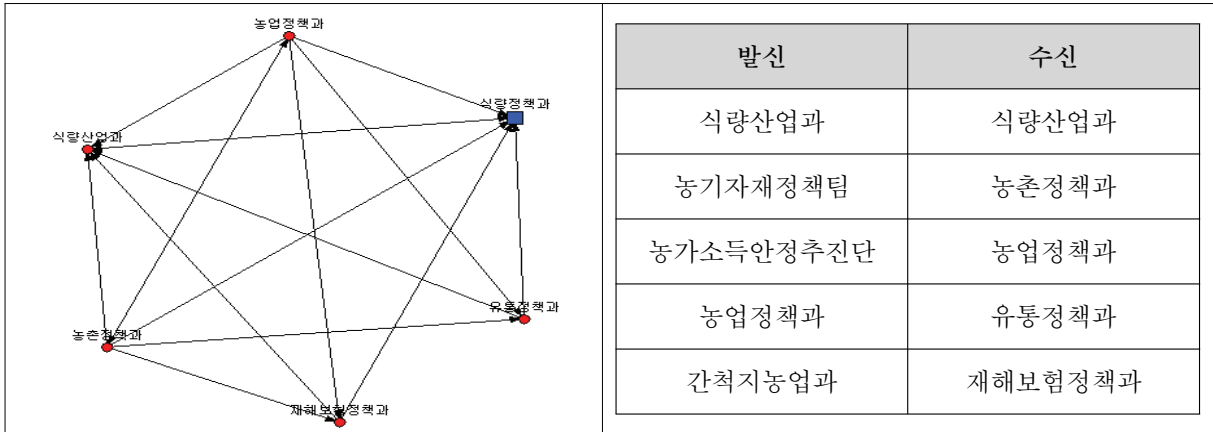 농업정책과
식량정책과
식량산업과
유통정책과
농촌정책과
재해보험정책과
발신 수신
식량산업과 식량산업과
농기자재정책팀 농촌정책과
농가소득안정추진단 농업정책과
농업정책과 유통정책과
간척지농업과 재해보험정책과